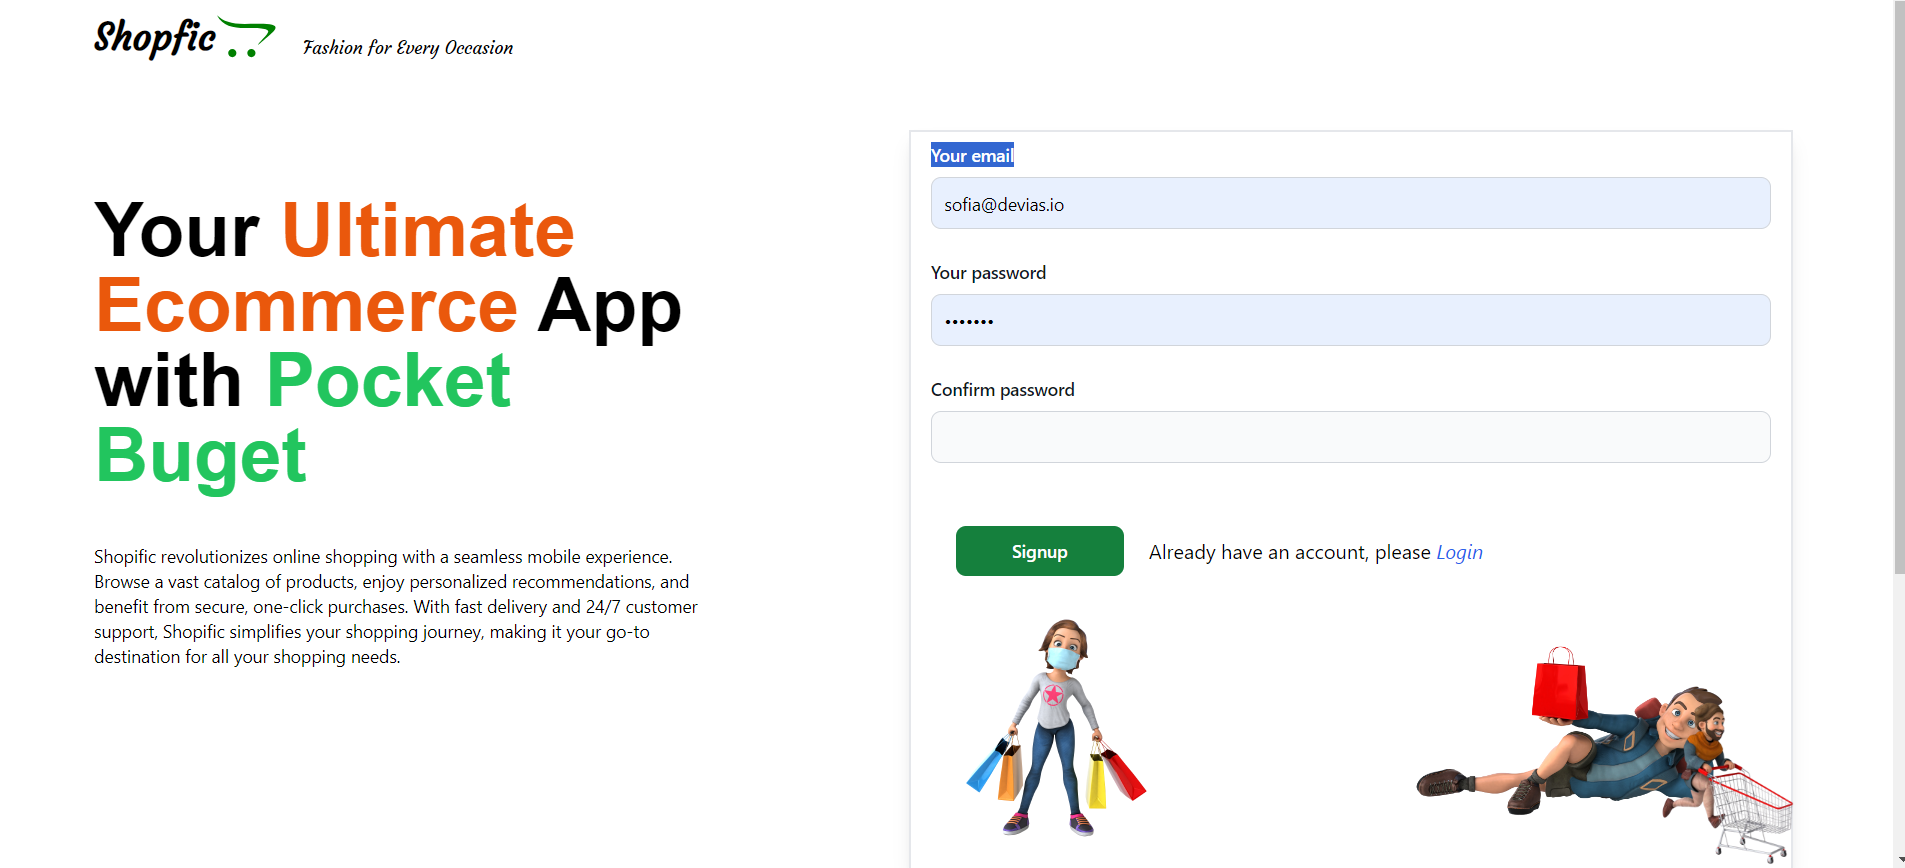 Shopfic
Fashion for Every Occasion
Your Ultimate
Ecommerce App
with Pocket
Buget
Shopific revolutionizes online shopping with a seamless mobile experience.
Browse a vast catalog of products, enjoy personalized recommendations, and
benefit from secure, one-click purchases. With fast delivery and 24/7 customer
support, Shopific simplifies your shopping journey, making it your go-to
destination for all your shopping needs.
Your email
sofia@devias.io
Your password
•••••••
Confirm password
Signup
Already have an account, please Login